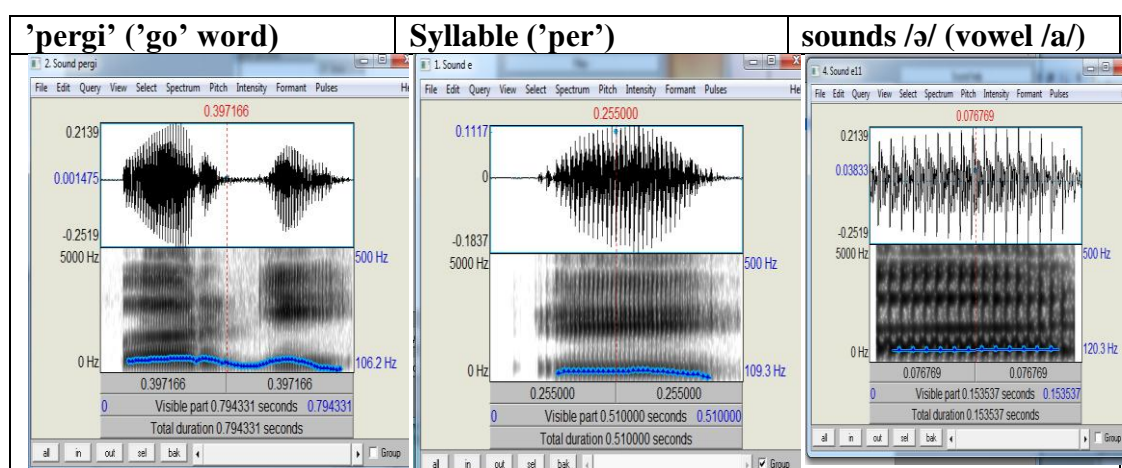 ’pergi’ (’go’ word)
Syllable (’per’)
sounds /ə/ (vowel /a/)
2. Sound pergi
File Edit Query View Select Spectrum Pitch Intensity Formant Pulses
0.397166
0.2139
0.001475
-0.2519
5000 Hz
500 Hz
0 Hz
106.2 Hz
0.397166 0.397166
0 Visible part 0.794331 seconds 0.794331
Total duration 0.794331 seconds
all in out sel bak Group
1. Sound e
File Edit Query View Select Spectrum Pitch Intensity Formant Pulses
0.255000
0.1117
0
-0.1837
5000 Hz
500 Hz
0 Hz
109.3 Hz
0.255000 0.255000
0 Visible part 0.510000 seconds 0.510000
Total duration 0.510000 seconds
all in out sel bak Group
4. Sound e11
File Edit Query View Select Spectrum Pitch Intensity Formant Pulses
0.076769
0.2139
0.03833
-0.2519
5000 Hz
500 Hz
0 Hz
120.3 Hz
0.076769 0.076769
0 Visible part 0.153537 seconds 0.153537
Total duration 0.153537 seconds
all in out sel bak Group